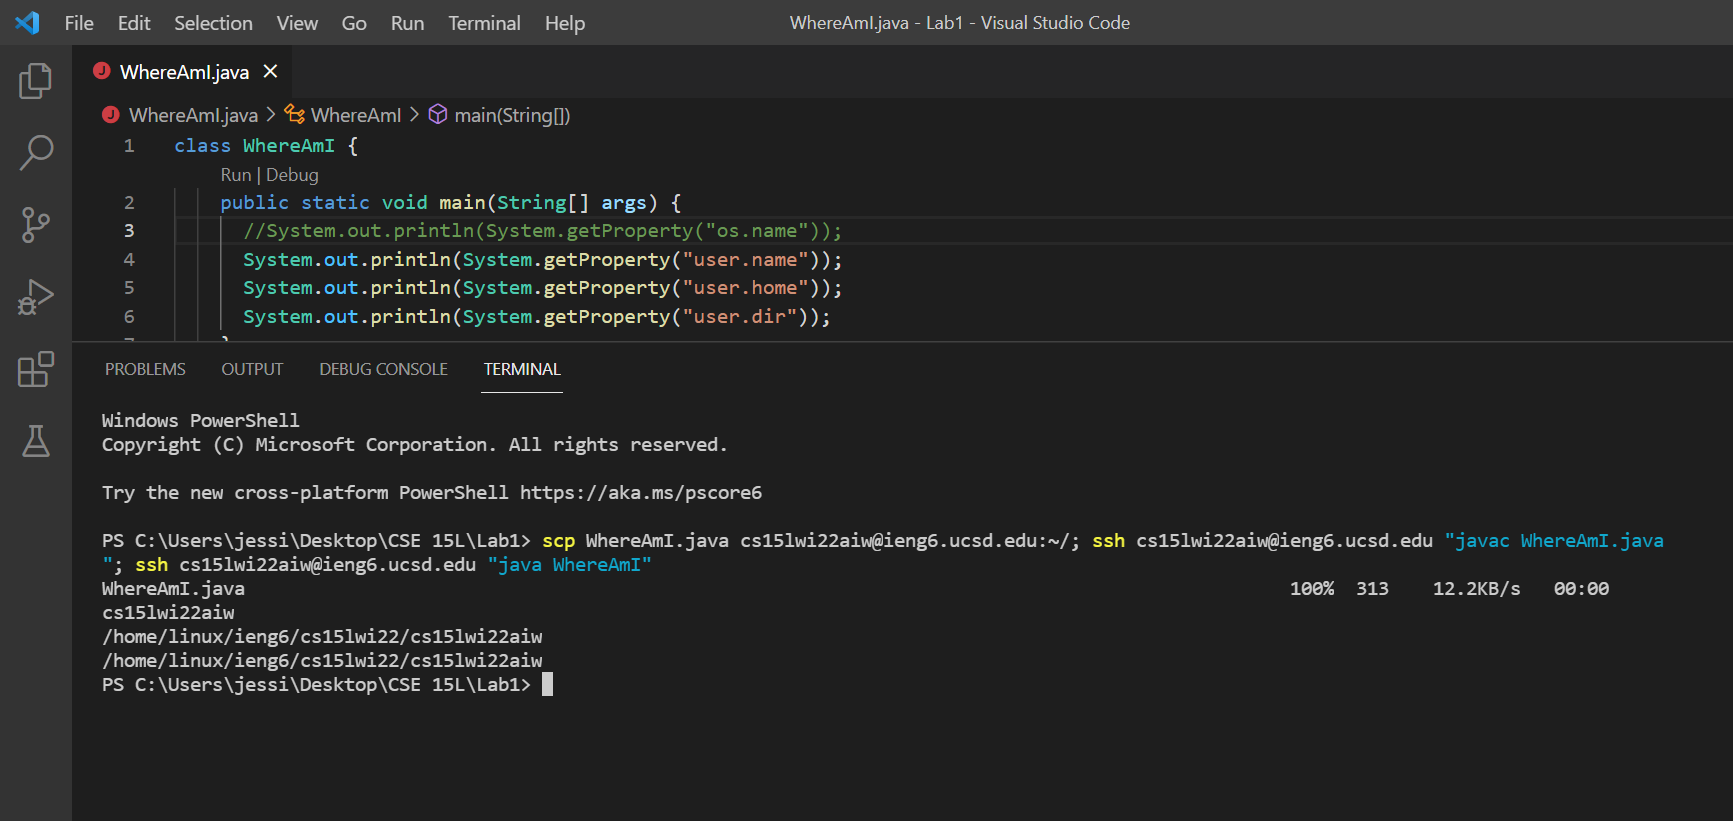 File Edit Selection View Go Run Terminal Help WhereAmI.java - Lab1 - Visual Studio Code
WhereAmI.java
WhereAmI.java > WhereAmI > main(String[])
1 class WhereAmI {
Run | Debug
2 public static void main(String[] args) {
3 //System.out.println(System.getProperty("os.name"));
4 System.out.println(System.getProperty("user.name"));
5 System.out.println(System.getProperty("user.home"));
6 System.out.println(System.getProperty("user.dir"));
PROBLEMS OUTPUT DEBUG CONSOLE TERMINAL
Windows PowerShell
Copyright (C) Microsoft Corporation. All rights reserved.
Try the new cross-platform PowerShell https://aka.ms/pscore6
PS C:\Users\jessi\Desktop\CSE 15L\Lab1> scp WhereAmI.java cs15lwi22aiw@ieng6.ucsd.edu:~/; ssh cs15lwi22aiw@ieng6.ucsd.edu "javac WhereAmI.java
"; ssh cs15lwi22aiw@ieng6.ucsd.edu "java WhereAmI"
WhereAmI.java 100% 313 12.2KB/s 00:00
cs15lwi22aiw
/home/linux/ieng6/cs15lwi22/cs15lwi22aiw
/home/linux/ieng6/cs15lwi22/cs15lwi22aiw
PS C:\Users\jessi\Desktop\CSE 15L\Lab1>